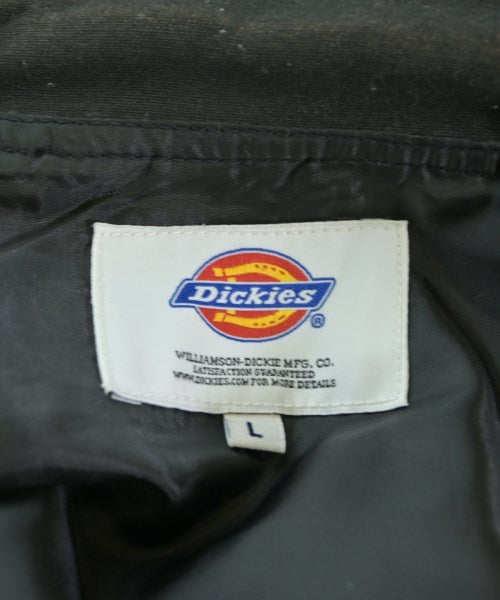 Dickies
®
WILLIAMSON-DICKIE MFG. CO.
SATISFACTION GUARANTEED
WWW.DICKIES.COM FOR MORE DETAILS
L